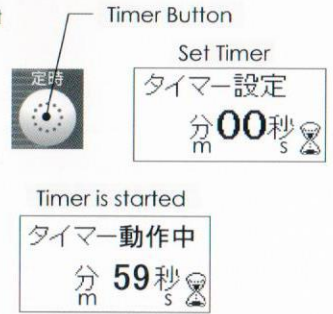 Timer Button
Set Timer
定時
タイマー設定
分00秒
m s
Timer is started
タイマー動作中
分 59秒
m s